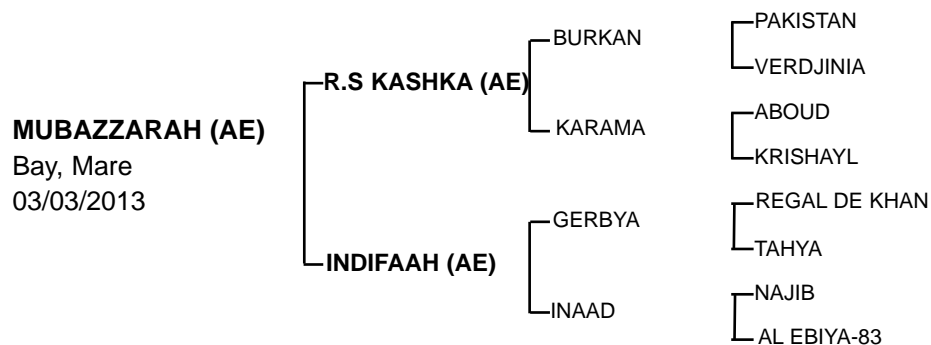 MUBAZZARAH (AE)
Bay, Mare
03/03/2013
R.S KASHKA (AE)
INDIFAAH (AE)
BURKAN
KARAMA
GERBYA
INAAD
PAKISTAN
VERDJINIA
ABOUD
KRISHAYL
REGAL DE KHAN
TAHYA
NAJIB
AL EBIYA-83